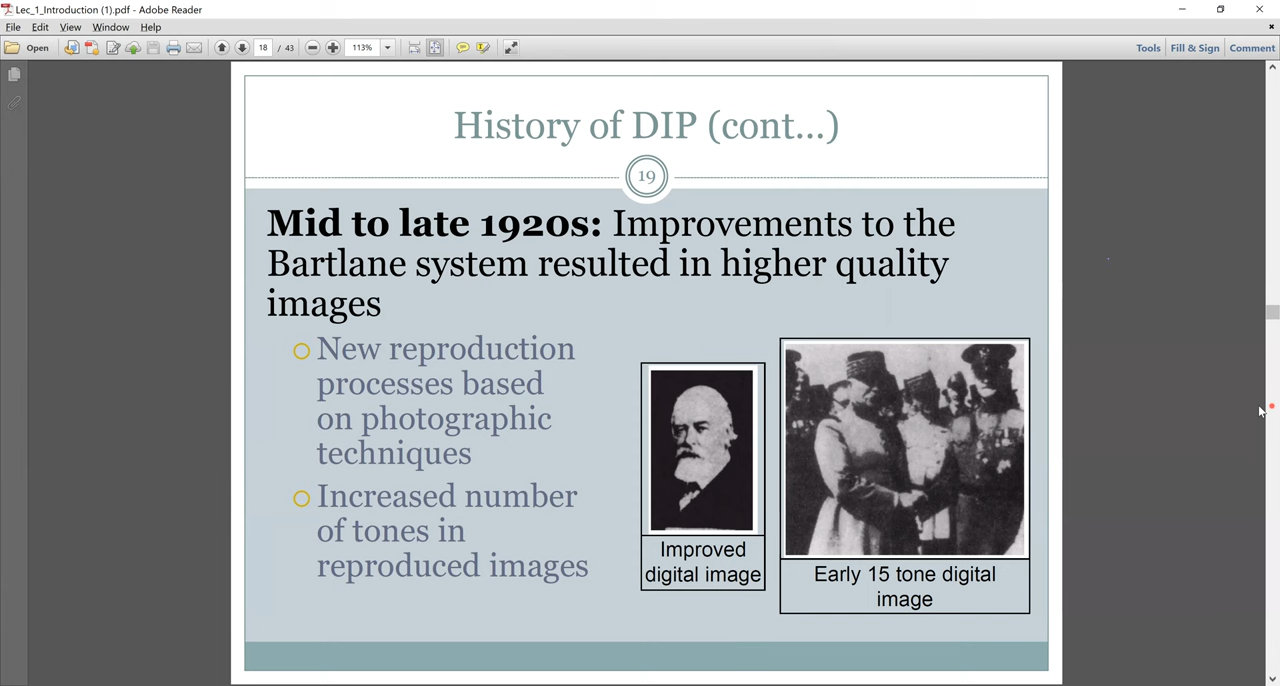 Lec_1_Introduction (1).pdf - Adobe Reader
File Edit View Window Help
Open 18 / 43 113% Tools Fill & Sign Comment
History of DIP (cont...)
19
Mid to late 1920s: Improvements to the
Bartlane system resulted in higher quality
images
New reproduction
processes based
on photographic
techniques
Increased number
of tones in
reproduced images
Improved
digital image
Early 15 tone digital
image